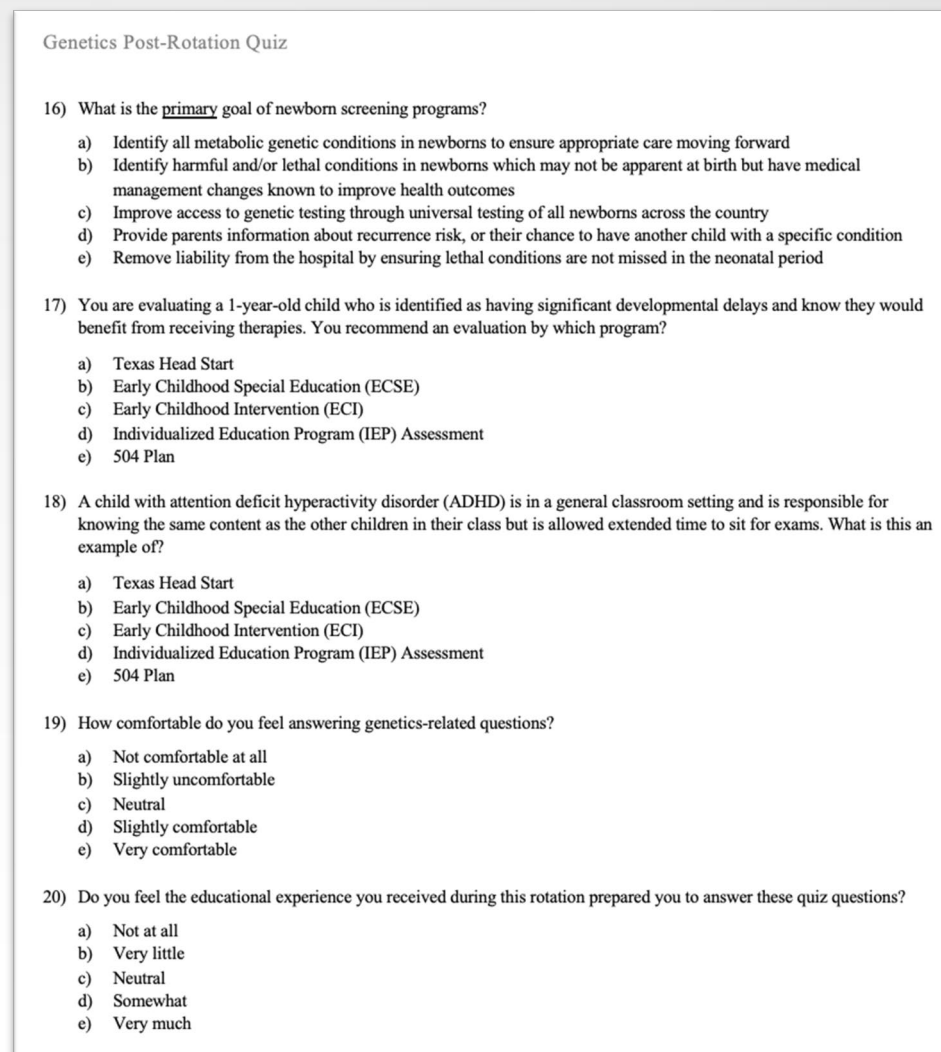 Genetics Post-Rotation Quiz
16) What is the primary goal of newborn screening programs?
a) Identify all metabolic genetic conditions in newborns to ensure appropriate care moving forward
b) Identify harmful and/or lethal conditions in newborns which may not be apparent at birth but have medical
management changes known to improve health outcomes
c) Improve access to genetic testing through universal testing of all newborns across the country
d) Provide parents information about recurrence risk, or their chance to have another child with a specific condition
e) Remove liability from the hospital by ensuring lethal conditions are not missed in the neonatal period
17) You are evaluating a 1-year-old child who is identified as having significant developmental delays and know they would
benefit from receiving therapies. You recommend an evaluation by which program?
a) Texas Head Start
b) Early Childhood Special Education (ECSE)
c) Early Childhood Intervention (ECI)
d) Individualized Education Program (IEP) Assessment
e) 504 Plan
18) A child with attention deficit hyperactivity disorder (ADHD) is in a general classroom setting and is responsible for
knowing the same content as the other children in their class but is allowed extended time to sit for exams. What is this an
example of?
a) Texas Head Start
b) Early Childhood Special Education (ECSE)
c) Early Childhood Intervention (ECI)
d) Individualized Education Program (IEP) Assessment
e) 504 Plan
19) How comfortable do you feel answering genetics-related questions?
a) Not comfortable at all
b) Slightly uncomfortable
c) Neutral
d) Slightly comfortable
e) Very comfortable
20) Do you feel the educational experience you received during this rotation prepared you to answer these quiz questions?
a) Not at all
b) Very little
c) Neutral
d) Somewhat
e) Very much